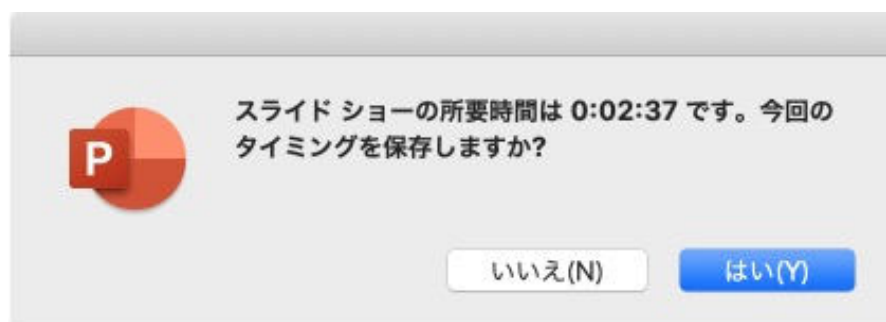 スライド ショーの所要時間は 0:02:37 です。今回の
タイミングを保存しますか?
P
いいえ(N)
はい(Y)